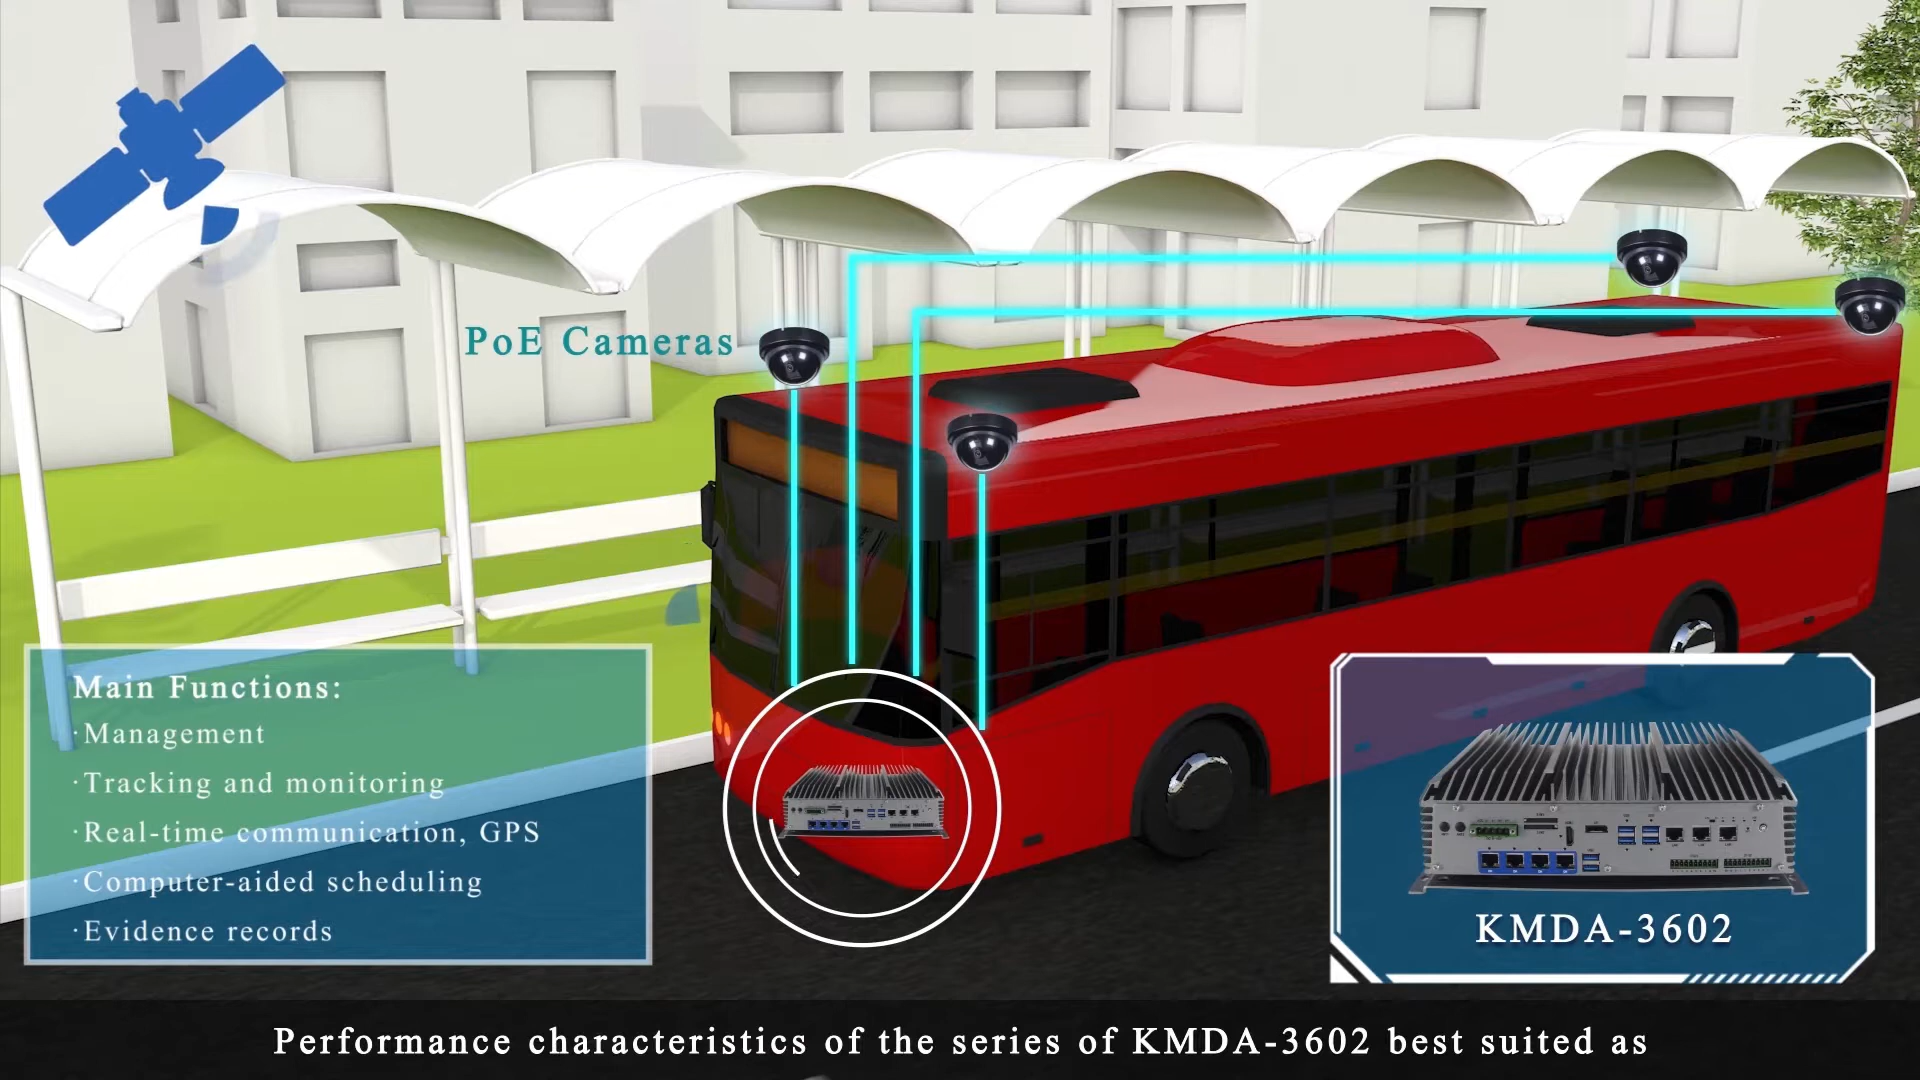 PoE Cameras
Main Functions:
·Management
·Tracking and monitoring
·Real-time communication, GPS
·Computer-aided scheduling
·Evidence records
KMDA-3602
Performance characteristics of the series of KMDA-3602 best suited as